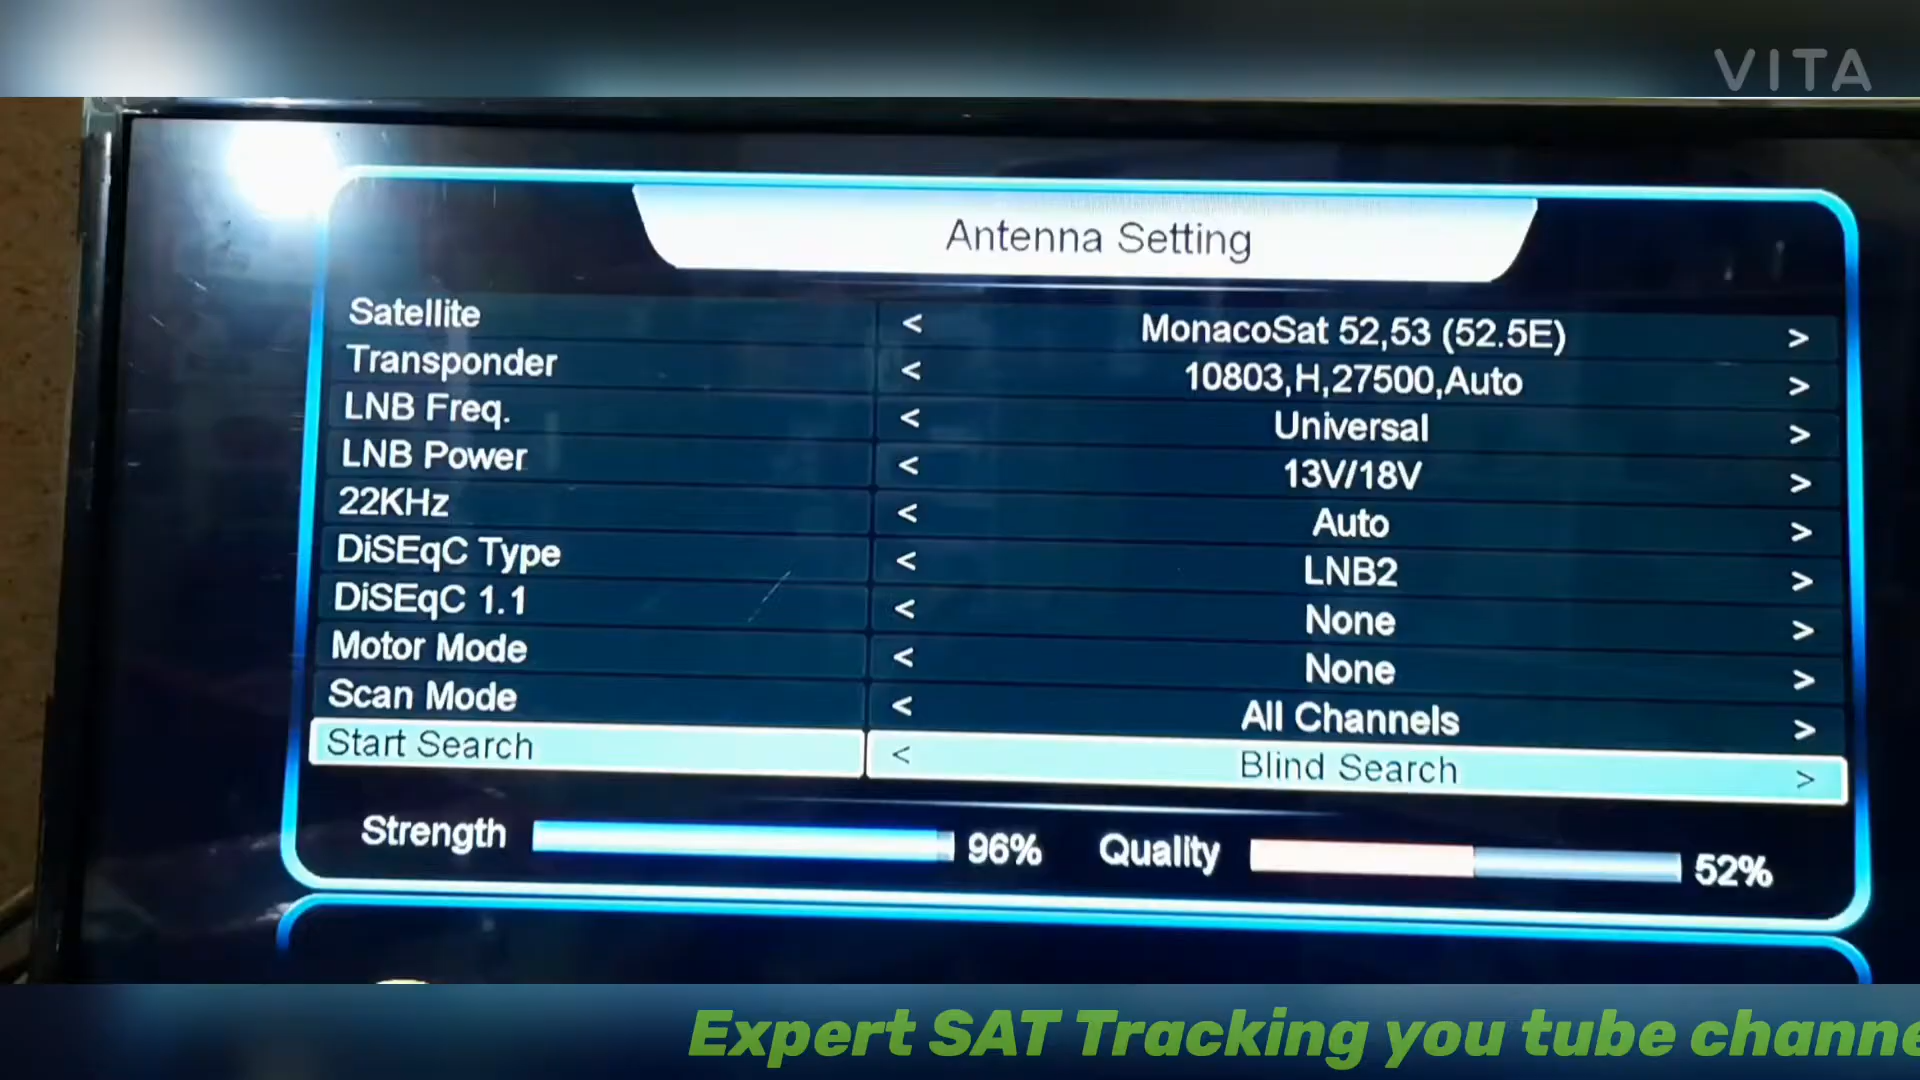 VITA
Antenna Setting
Satellite < MonacoSat 52,53 (52.5E) >
Transponder < 10803,H,27500,Auto >
LNB Freq. < Universal >
LNB Power < 13V/18V >
22KHz < Auto >
DiSEqC Type < LNB2 >
DiSEqC 1.1 < None >
Motor Mode < None >
Scan Mode < All Channels >
Start Search < Blind Search >
Strength 96% Quality 52%
Expert SAT Tracking you tube channe